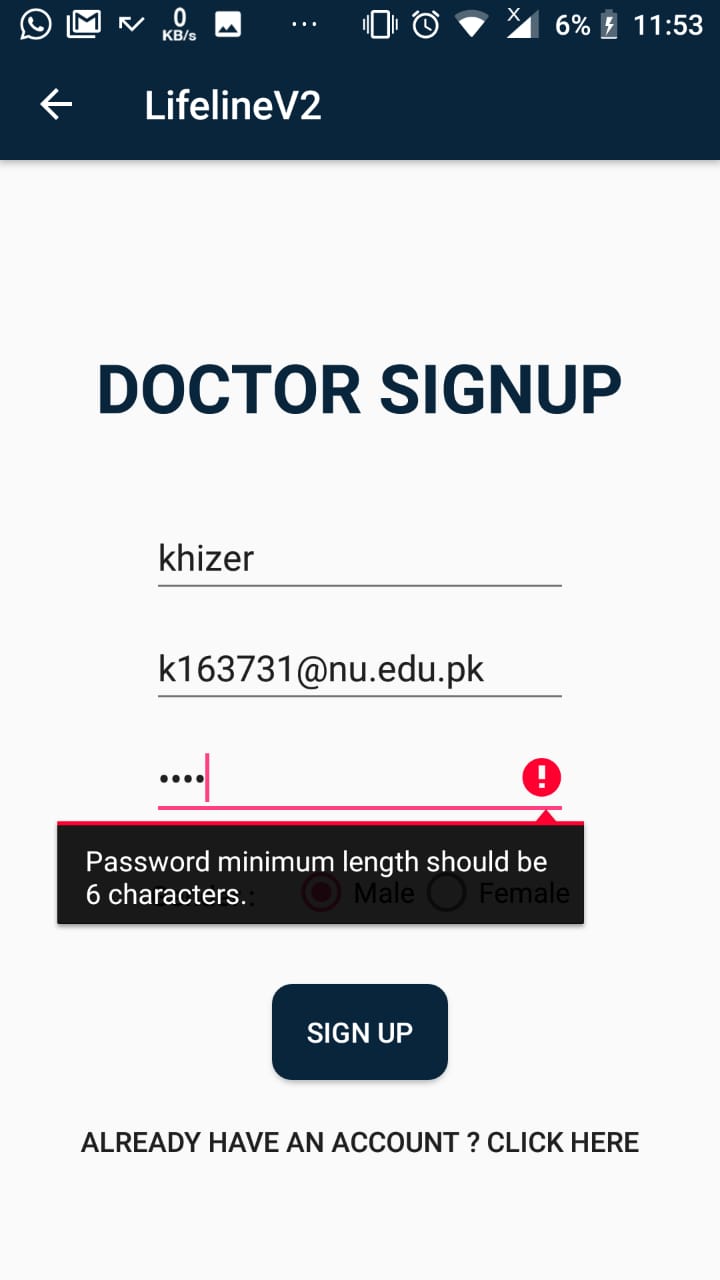 0
KB/s
6%
11:53
LifelineV2
DOCTOR SIGNUP
khizer
k163731@nu.edu.pk
••••
Password minimum length should be
6 characters.
Male
Female
SIGN UP
ALREADY HAVE AN ACCOUNT ? CLICK HERE